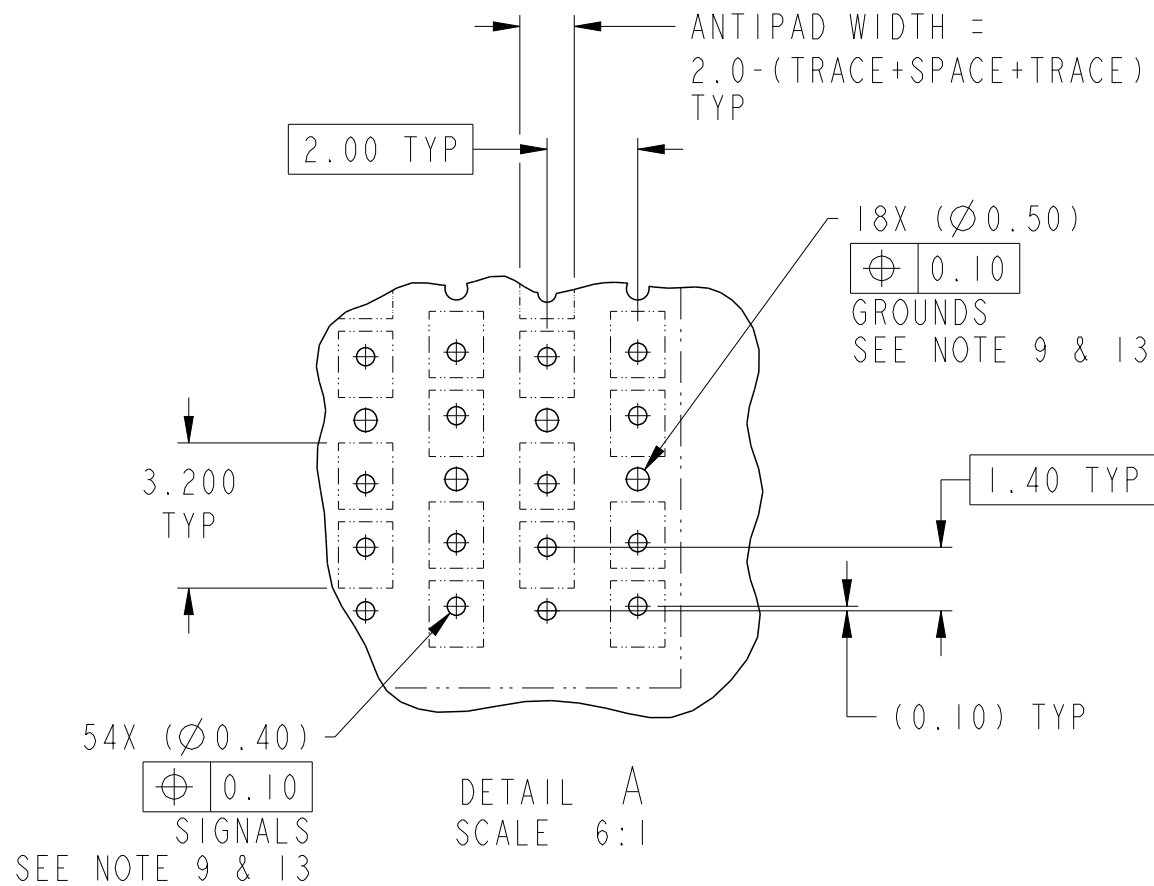 ANTIPAD WIDTH =
2.0-(TRACE+SPACE+TRACE)
TYP
2.00 TYP
18X (Ø0.50)
⌖ 0.10
GROUNDS
SEE NOTE 9 & 13
3.200
TYP
1.40 TYP
(0.10) TYP
54X (Ø0.40)
⌖ 0.10
SIGNALS
SEE NOTE 9 & 13
DETAIL A
SCALE 6:1